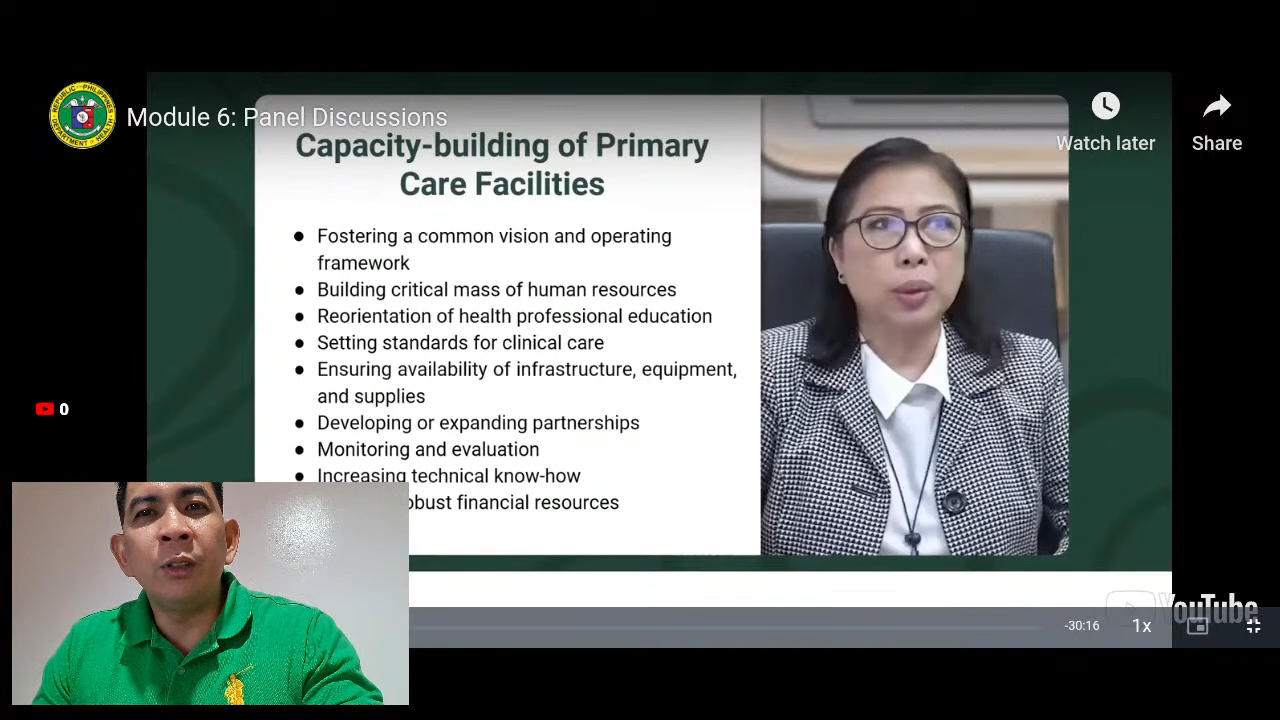 Module 6: Panel Discussions
Watch later
Share
Capacity-building of Primary
Care Facilities
● Fostering a common vision and operating
framework
● Building critical mass of human resources
● Reorientation of health professional education
● Setting standards for clinical care
● Ensuring availability of infrastructure, equipment,
and supplies
● Developing or expanding partnerships
● Monitoring and evaluation
● Increasing technical know-how
robust financial resources
0
YouTube
-30:16
1x